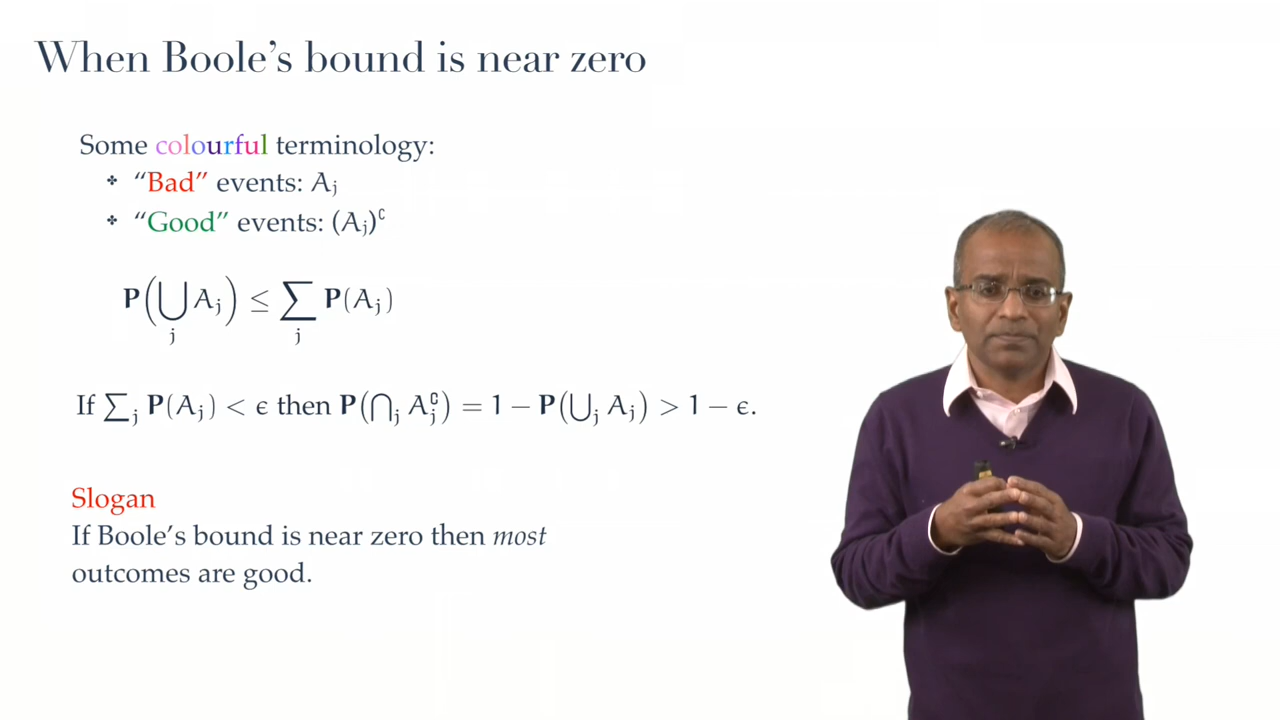 When Boole's bound is near zero
Some colourful terminology:
✤ “Bad” events: Aⱼ
✤ “Good” events: (Aⱼ)ᶜ
P(⋃ⱼ Aⱼ) ≤ ∑ⱼ P(Aⱼ)
If ∑ⱼ P(Aⱼ) < ϵ then P(⋂ⱼ Aⱼᶜ) = 1 − P(⋃ⱼ Aⱼ) > 1 − ϵ.
Slogan
If Boole's bound is near zero then most
outcomes are good.